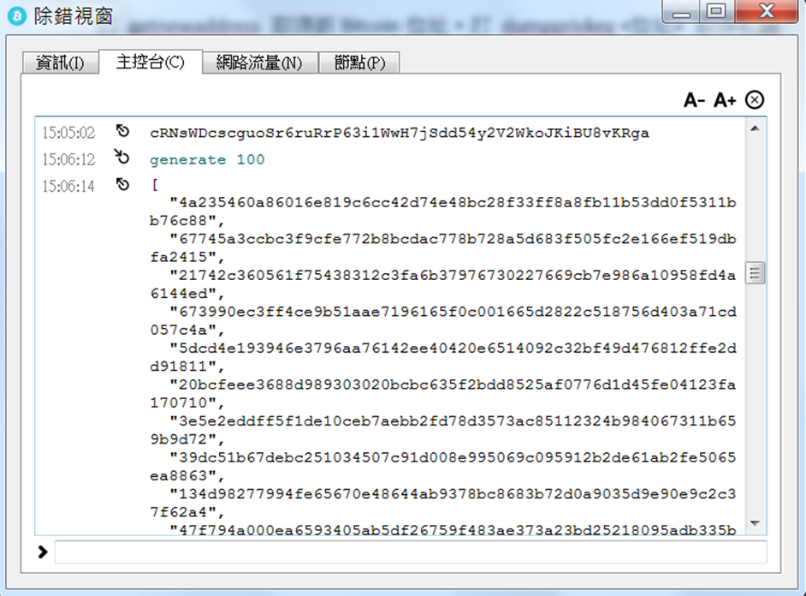 除錯視窗
資訊(I) 主控台(C) 網路流量(N) 節點(P)
A- A+
15:05:02 cRNsWDcscguoSr6ruRrP63i1WwH7jSdd54y2V2WkoJKiBU8vKRga
15:06:12 generate 100
15:06:14 [
"4a235460a86016e819c6cc42d74e48bc28f33ff8a8fb11b53dd0f5311b
b76c88",
"67745a3ccbc3f9cfe772b8bcdac778b728a5d683f505fc2e166ef519db
fa2415",
"21742c360561f75438312c3fa6b37976730227669cb7e986a10958fd4a
6144ed",
"673990ec3ff4ce9b51aae7196165f0c001665d2822c518756d403a71cd
057c4a",
"5dcd4e193946e3796aa76142ee40420e6514092c32bf49d476812ffe2d
d91811",
"20bcfeee3688d989303020bcbc635f2bdd8525af0776d1d45fe04123fa
170710",
"3e5e2eddff5f1de10ceb7aebb2fd78d3573ac85112324b984067311b65
9b9d72",
"39dc51b67debc251034507c91d008e995069c095912b2de61ab2fe5065
ea8863",
"134d98277994fe65670e48644ab9378bc8683b72d0a9035d9e90e9c2c3
7f62a4",
"47f794a000ea6593405ab5df26759f483ae373a23bd25218095adb335b